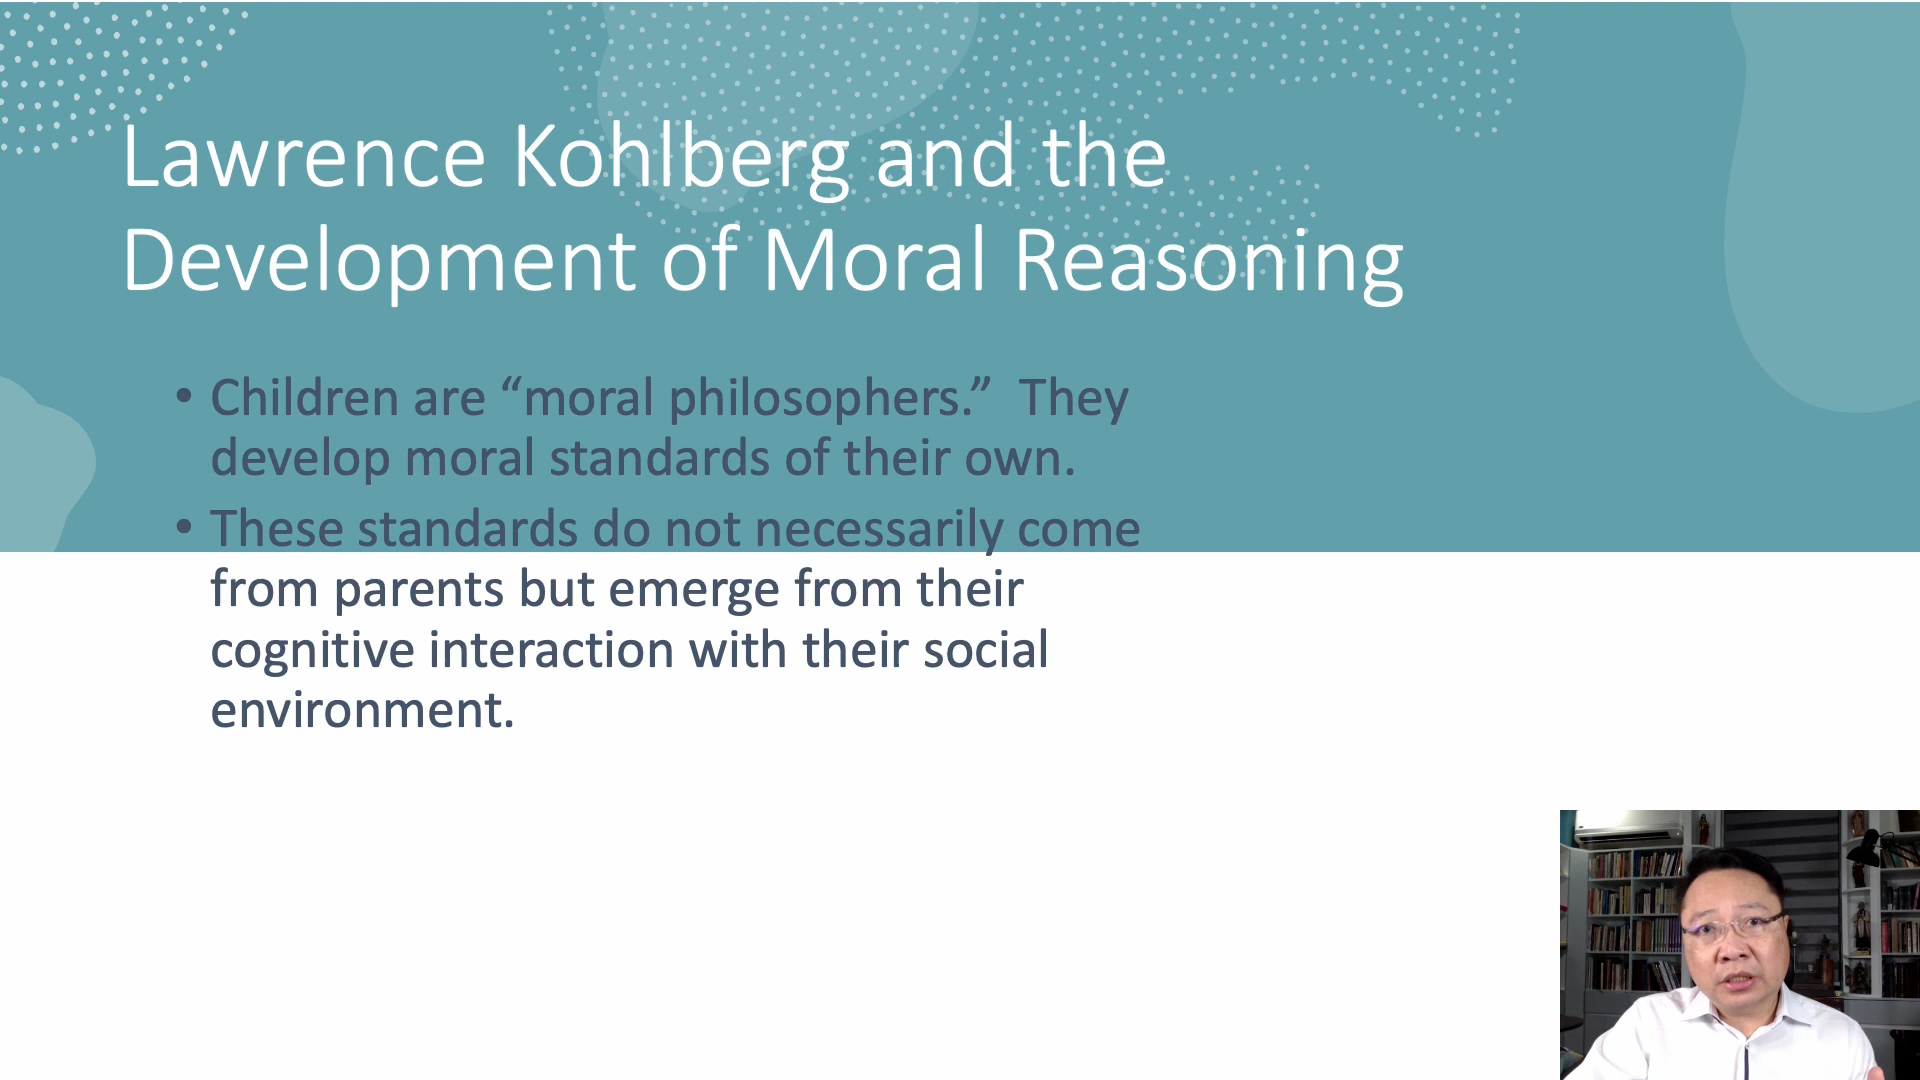 Lawrence Kohlberg and the
Development of Moral Reasoning
• Children are “moral philosophers.”  They
develop moral standards of their own.
• These standards do not necessarily come
from parents but emerge from their
cognitive interaction with their social
environment.